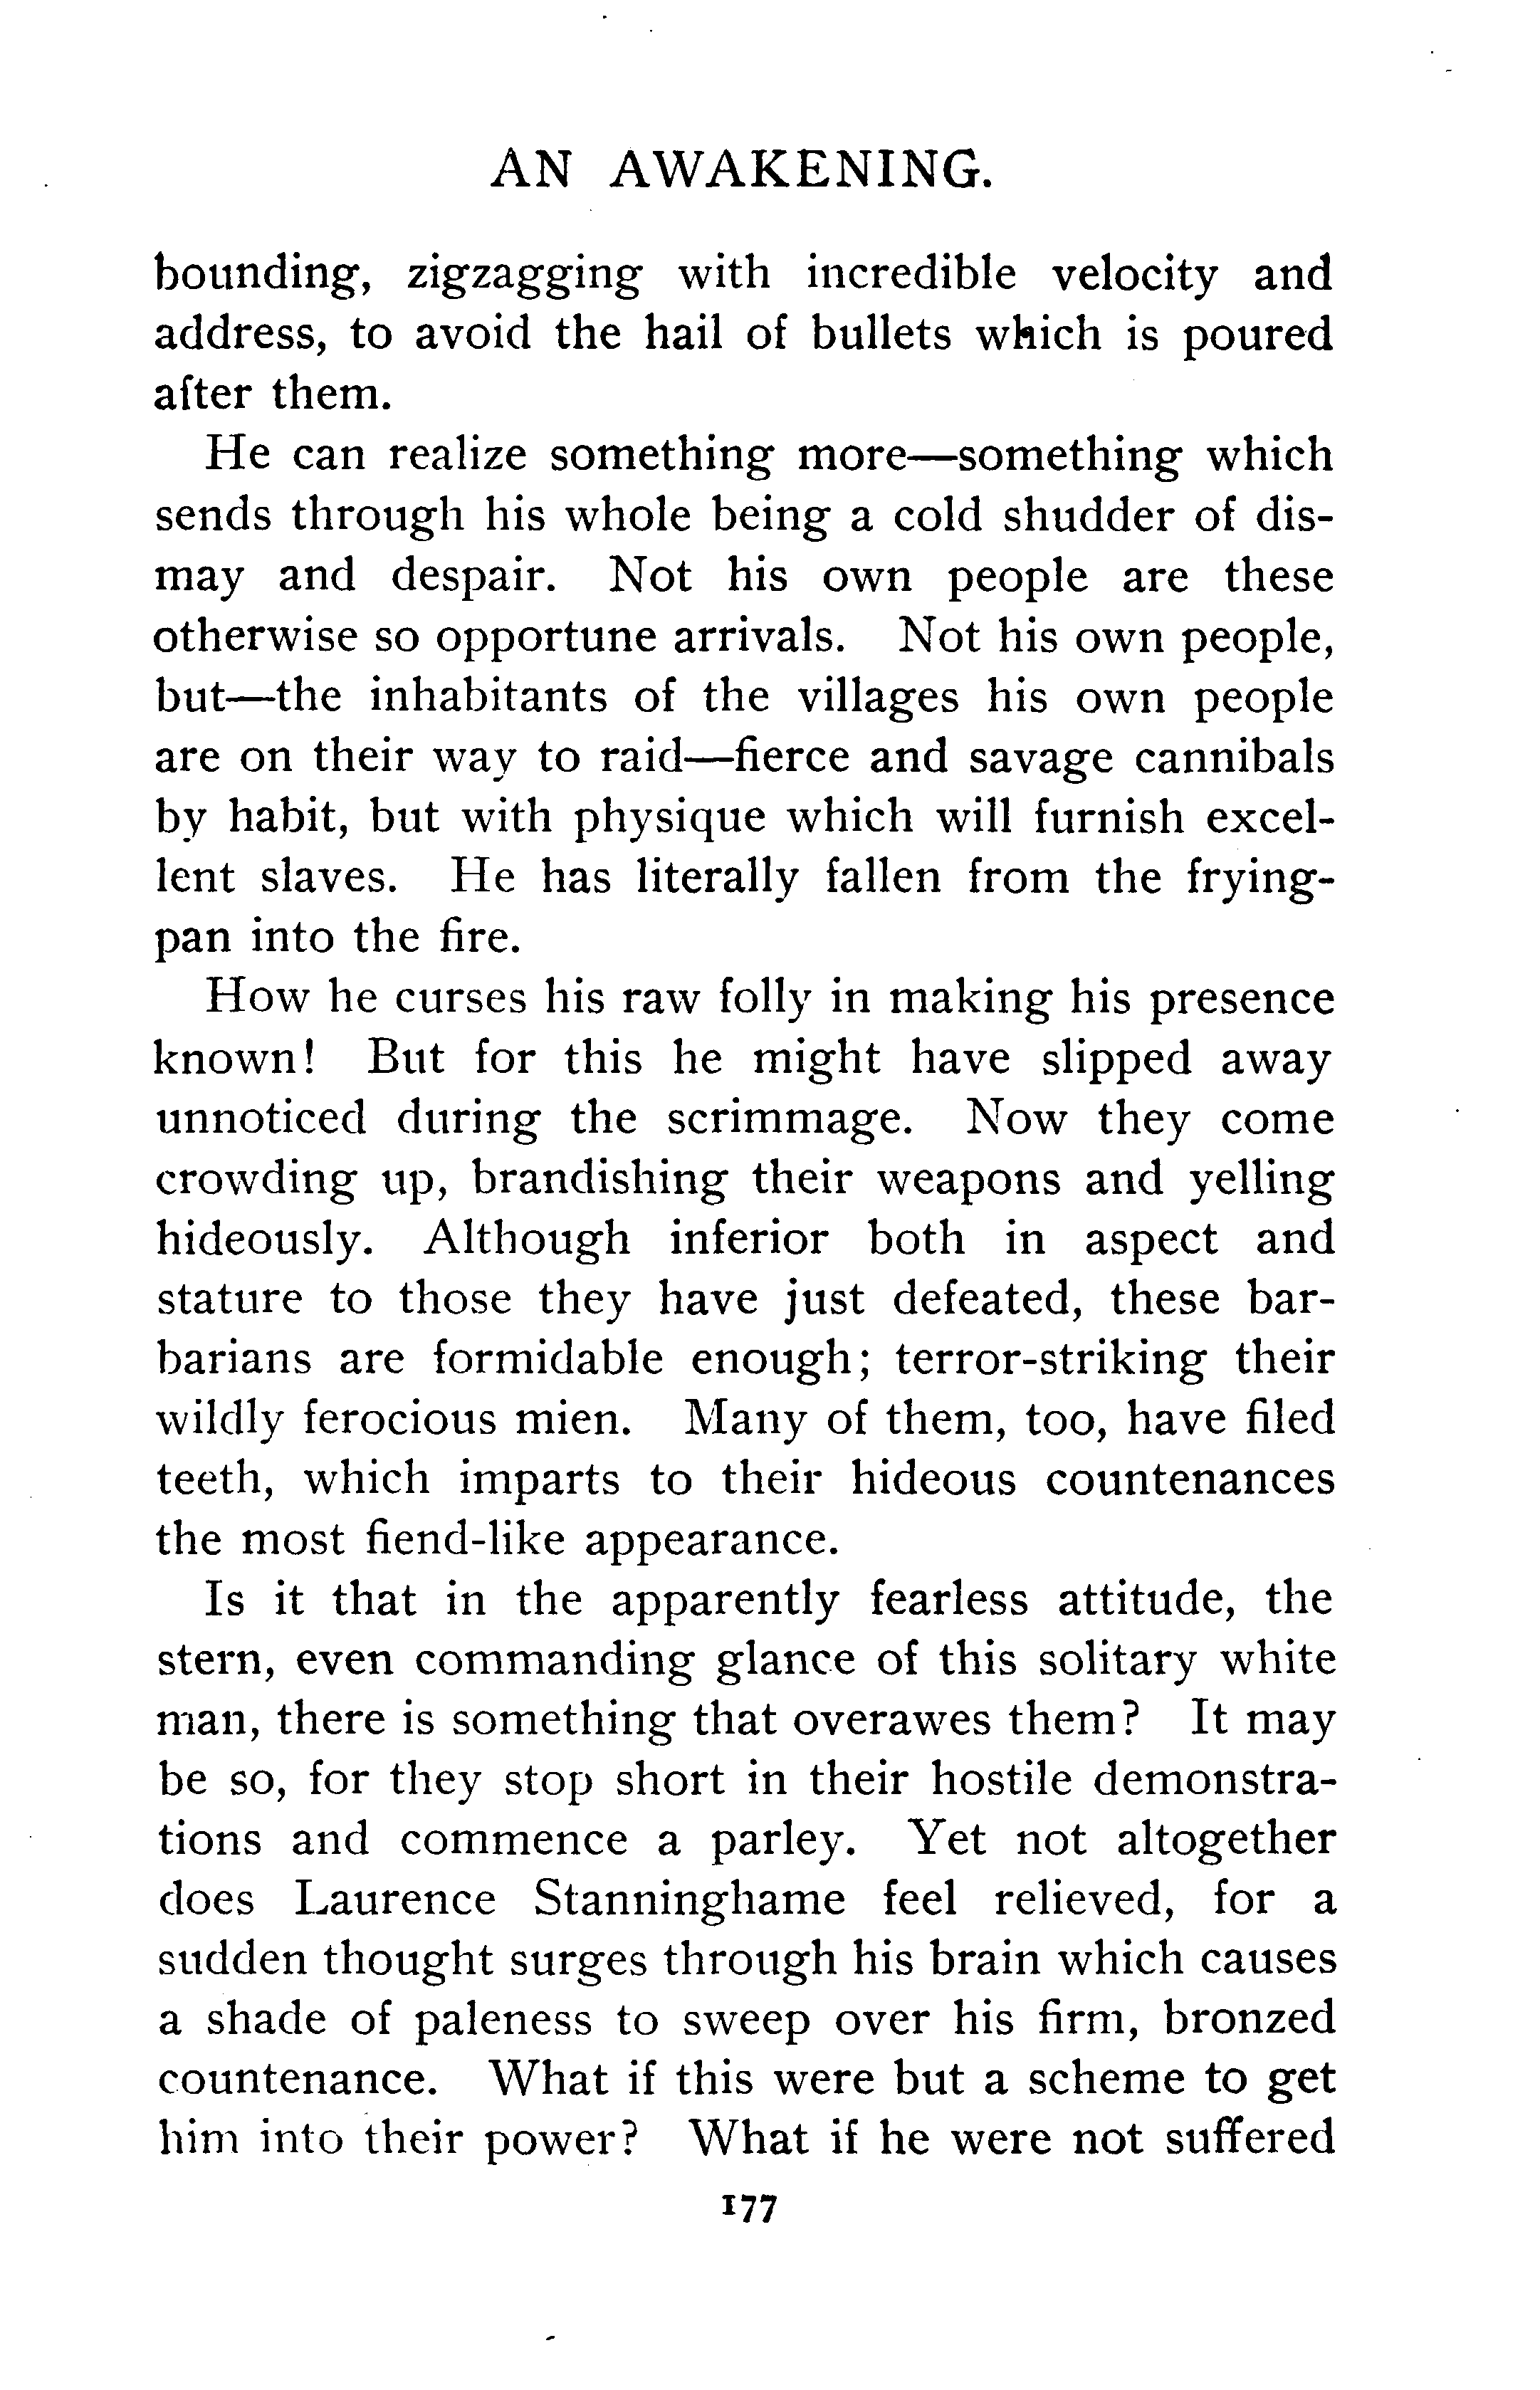 AN AWAKENING.
bounding, zigzagging with incredible velocity and
address, to avoid the hail of bullets which is poured
after them.
He can realize something more—something which
sends through his whole being a cold shudder of dis-
may and despair. Not his own people are these
otherwise so opportune arrivals. Not his own people,
but—the inhabitants of the villages his own people
are on their way to raid—fierce and savage cannibals
by habit, but with physique which will furnish excel-
lent slaves. He has literally fallen from the frying-
pan into the fire.
How he curses his raw folly in making his presence
known! But for this he might have slipped away
unnoticed during the scrimmage. Now they come
crowding up, brandishing their weapons and yelling
hideously. Although inferior both in aspect and
stature to those they have just defeated, these bar-
barians are formidable enough; terror-striking their
wildly ferocious mien. Many of them, too, have filed
teeth, which imparts to their hideous countenances
the most fiend-like appearance.
Is it that in the apparently fearless attitude, the
stern, even commanding glance of this solitary white
man, there is something that overawes them? It may
be so, for they stop short in their hostile demonstra-
tions and commence a parley. Yet not altogether
does Laurence Stanninghame feel relieved, for a
sudden thought surges through his brain which causes
a shade of paleness to sweep over his firm, bronzed
countenance. What if this were but a scheme to get
him into their power? What if he were not suffered
177